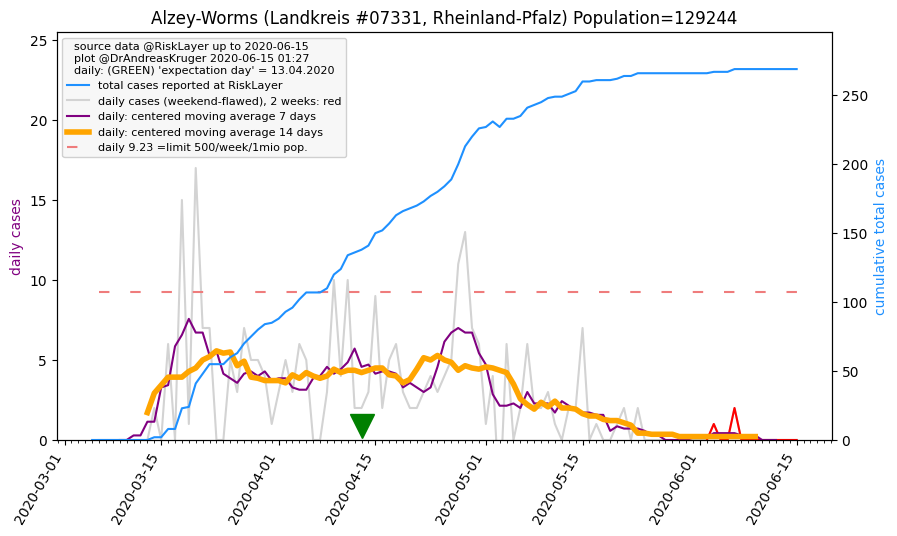 Alzey-Worms (Landkreis #07331, Rheinland-Pfalz) Population=129244
source data @RiskLayer up to 2020-06-15
plot @DrAndreasKruger 2020-06-15 01:27
daily: (GREEN) 'expectation day' = 13.04.2020
total cases reported at RiskLayer
daily cases (weekend-flawed), 2 weeks: red
daily: centered moving average 7 days
daily: centered moving average 14 days
daily 9.23 =limit 500/week/1mio pop.
daily cases
25
20
15
10
5
0
cumulative total cases
250
200
150
100
50
0
2020-03-01
2020-03-15
2020-04-01
2020-04-15
2020-05-01
2020-05-15
2020-06-01
2020-06-15